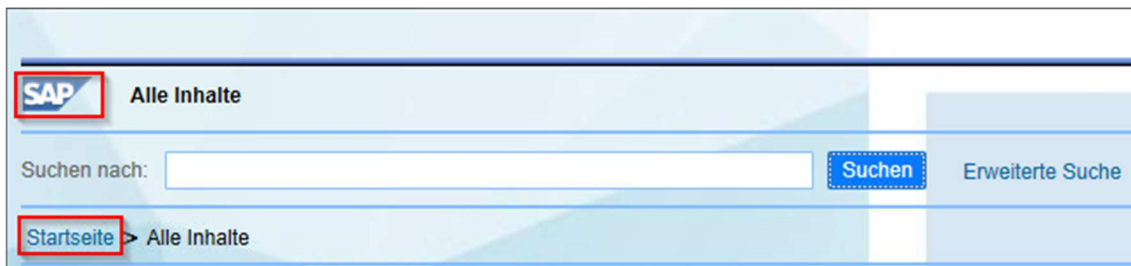 SAP Alle Inhalte
Suchen nach: Suchen Erweiterte Suche
Startseite > Alle Inhalte